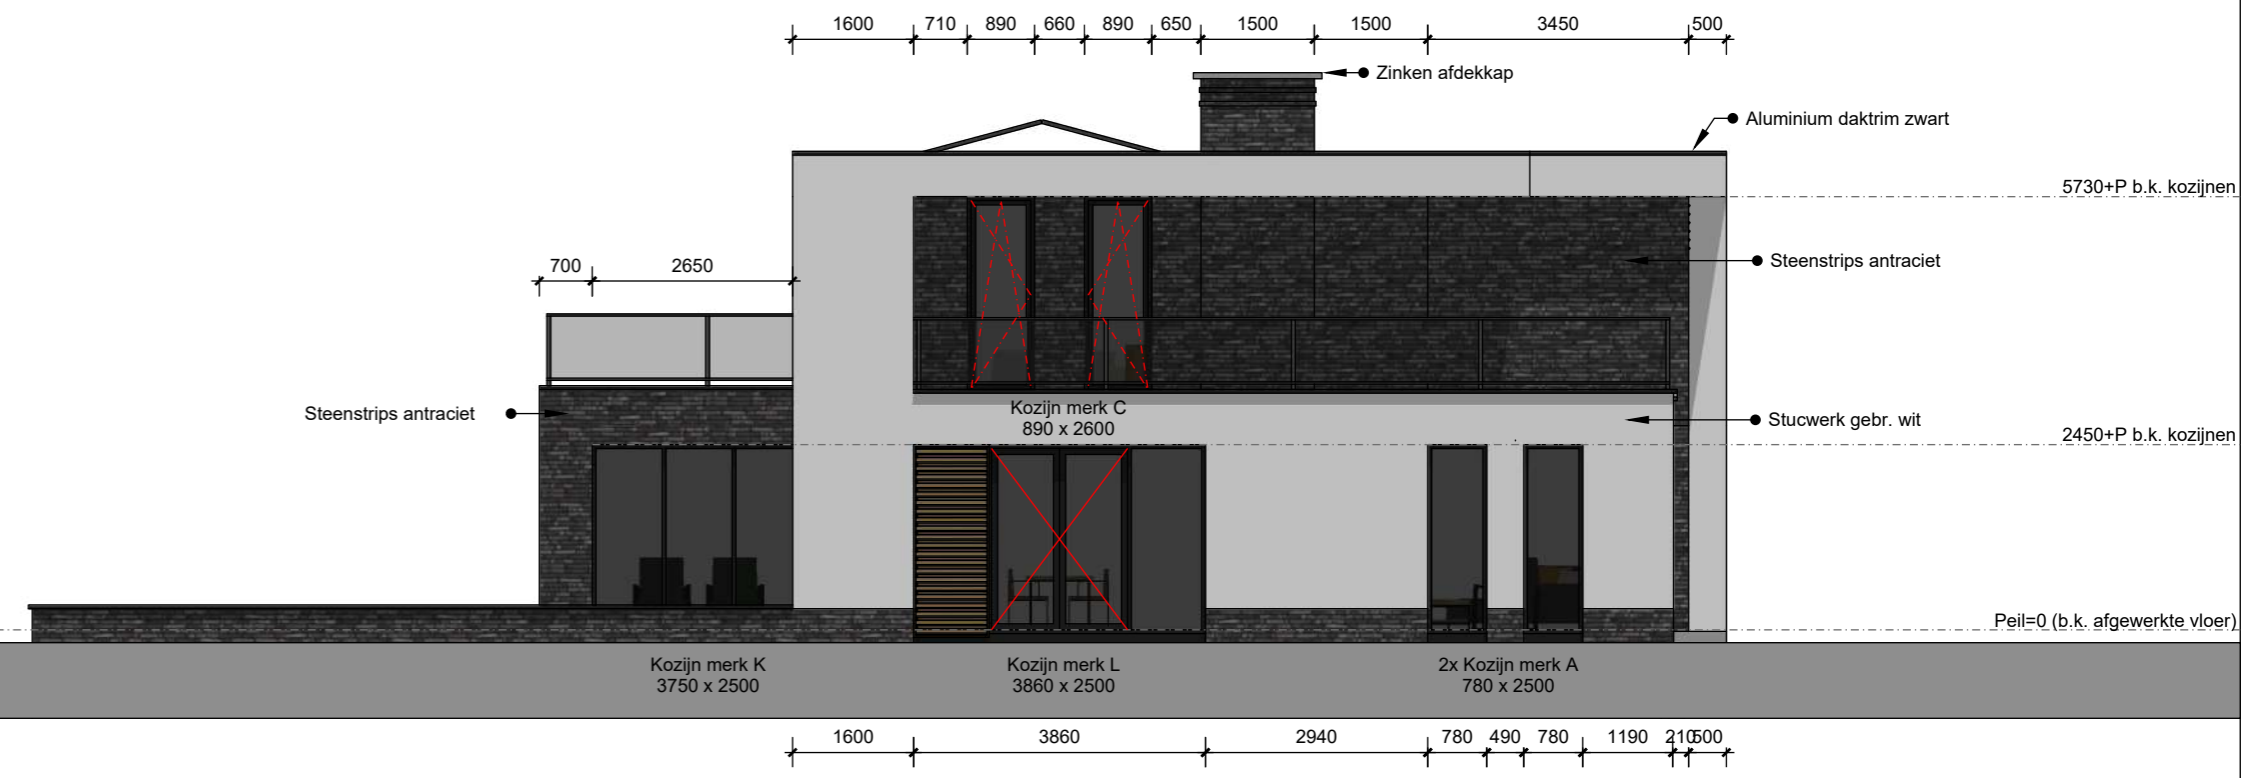 1600 710 890 660 890 650 1500 1500 3450 500
Zinken afdekkap
Aluminium daktrim zwart
5730+P b.k. kozijnen
Steenstrips antraciet
700 2650
Steenstrips antraciet
Kozijn merk C
890 x 2600
Stucwerk gebr. wit
2450+P b.k. kozijnen
Peil=0 (b.k. afgewerkte vloer)
Kozijn merk K
3750 x 2500
Kozijn merk L
3860 x 2500
2x Kozijn merk A
780 x 2500
1600 3860 2940 780 490 780 1190 210 500